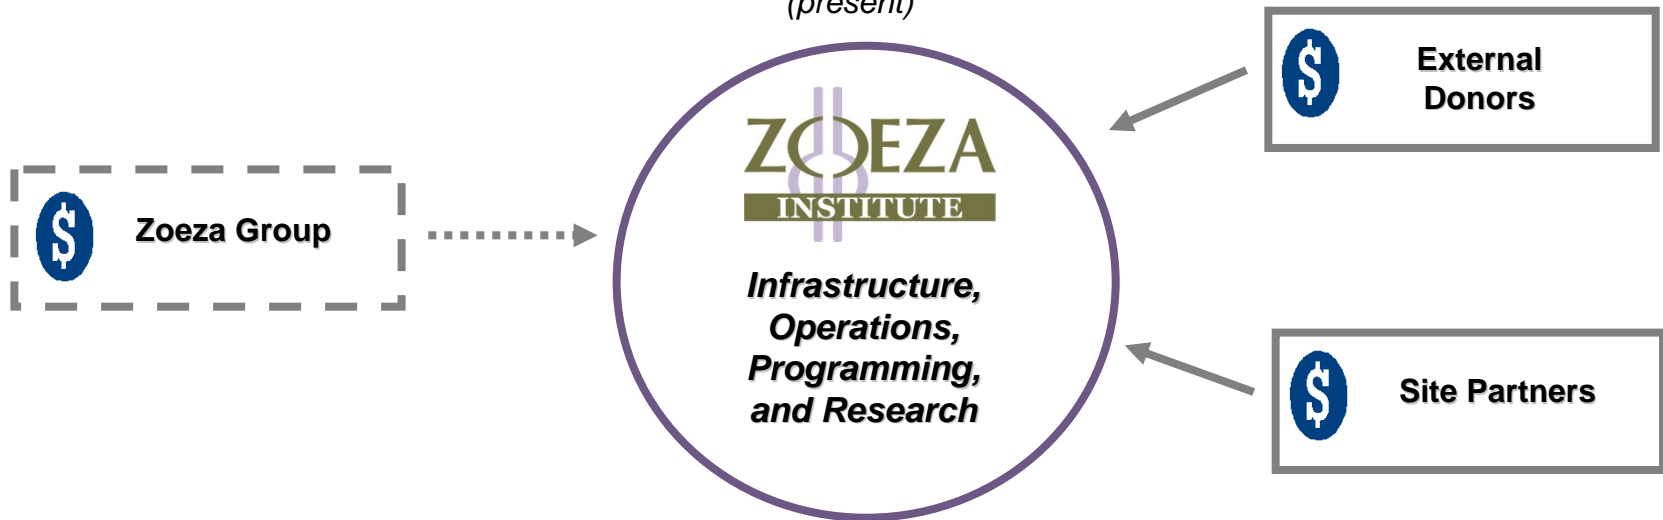 (present)
$
External
Donors
ZOEZA
INSTITUTE
$
Zoeza Group
Infrastructure,
Operations,
Programming,
and Research
$
Site Partners